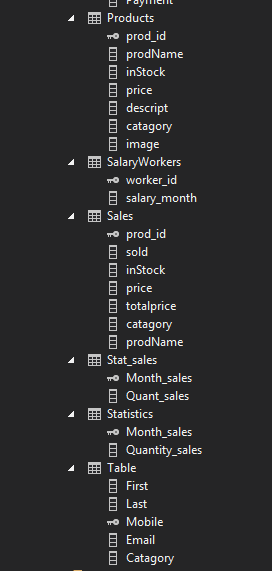 Payment
Products
prod_id
prodName
inStock
price
descript
catagory
image
SalaryWorkers
worker_id
salary_month
Sales
prod_id
sold
inStock
price
totalprice
catagory
prodName
Stat_sales
Month_sales
Quant_sales
Statistics
Month_sales
Quantity_sales
Table
First
Last
Mobile
Email
Catagory